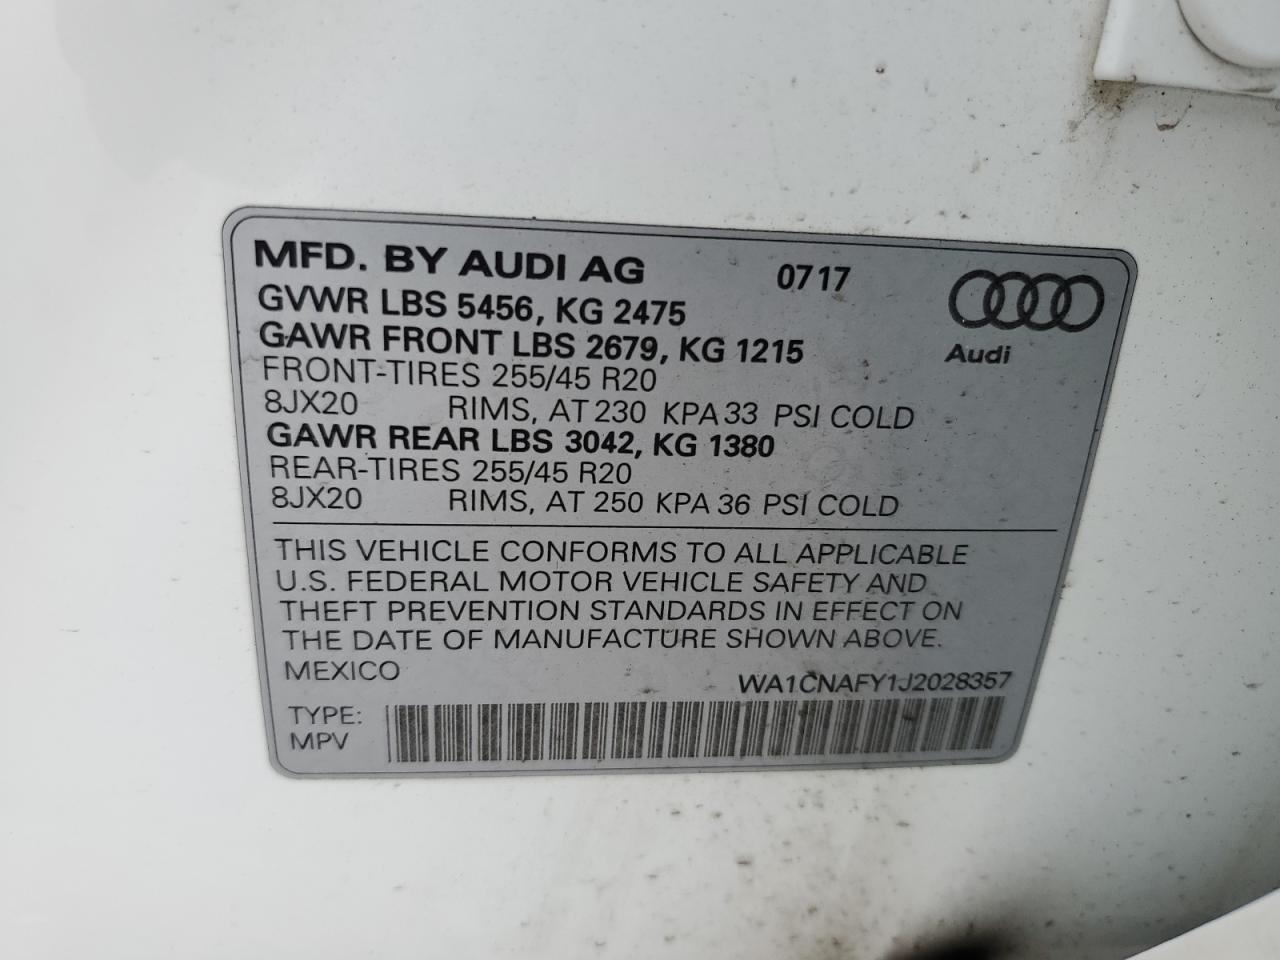 MFD. BY AUDI AG 0717
GVWR LBS 5456, KG 2475
GAWR FRONT LBS 2679, KG 1215
Audi
FRONT-TIRES 255/45 R20
8JX20 RIMS, AT 230 KPA 33 PSI COLD
GAWR REAR LBS 3042, KG 1380
REAR-TIRES 255/45 R20
8JX20 RIMS, AT 250 KPA 36 PSI COLD
THIS VEHICLE CONFORMS TO ALL APPLICABLE
U.S. FEDERAL MOTOR VEHICLE SAFETY AND
THEFT PREVENTION STANDARDS IN EFFECT ON
THE DATE OF MANUFACTURE SHOWN ABOVE.
MEXICO WA1CNAFY1J2028357
TYPE:
MPV